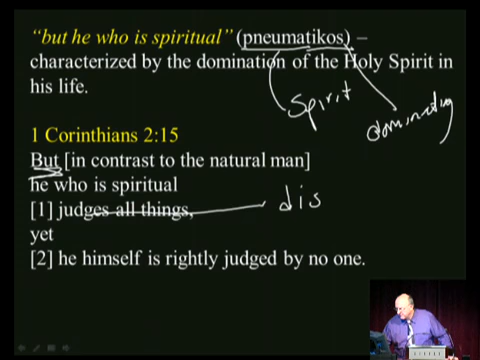 “but he who is spiritual” (pneumatikos) –
characterized by the domination of the Holy Spirit in
his life.
Spirit
dominating
1 Corinthians 2:15
But [in contrast to the natural man]
he who is spiritual
[1] judges all things,
dis
yet
[2] he himself is rightly judged by no one.